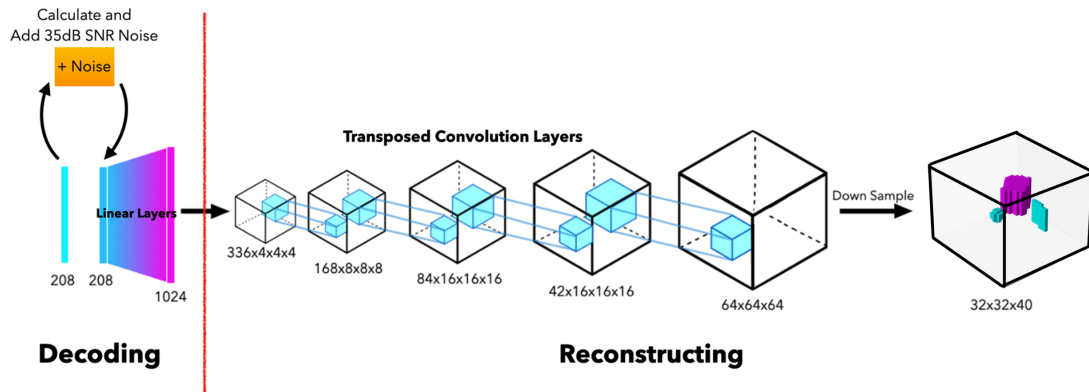 Calculate and
Add 35dB SNR Noise
+ Noise
Linear Layers
208
208
1024
Decoding
Transposed Convolution Layers
336x4x4x4
168x8x8x8
84x16x16x16
42x16x16x16
64x64x64
Down Sample
32x32x40
Reconstructing